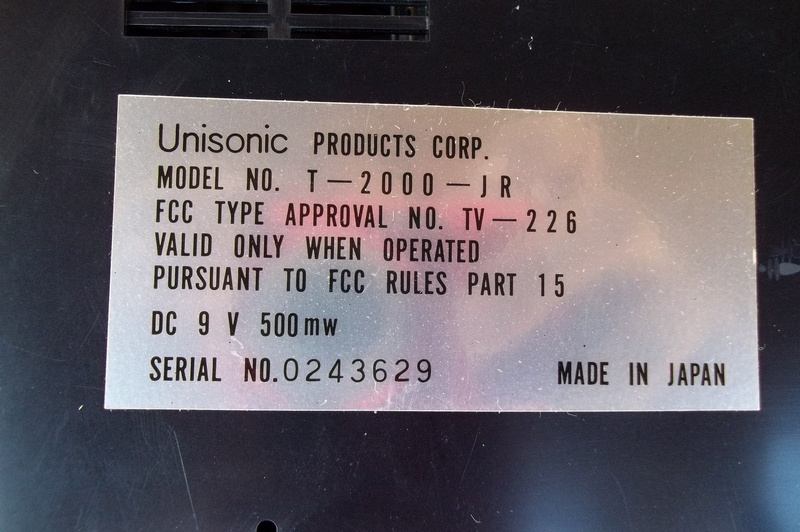 Unisonic PRODUCTS CORP.
MODEL NO. T-2000-JR
FCC TYPE APPROVAL NO. TV-226
VALID ONLY WHEN OPERATED
PURSUANT TO FCC RULES PART 15
DC 9 V 500mw
SERIAL NO.0243629 MADE IN JAPAN